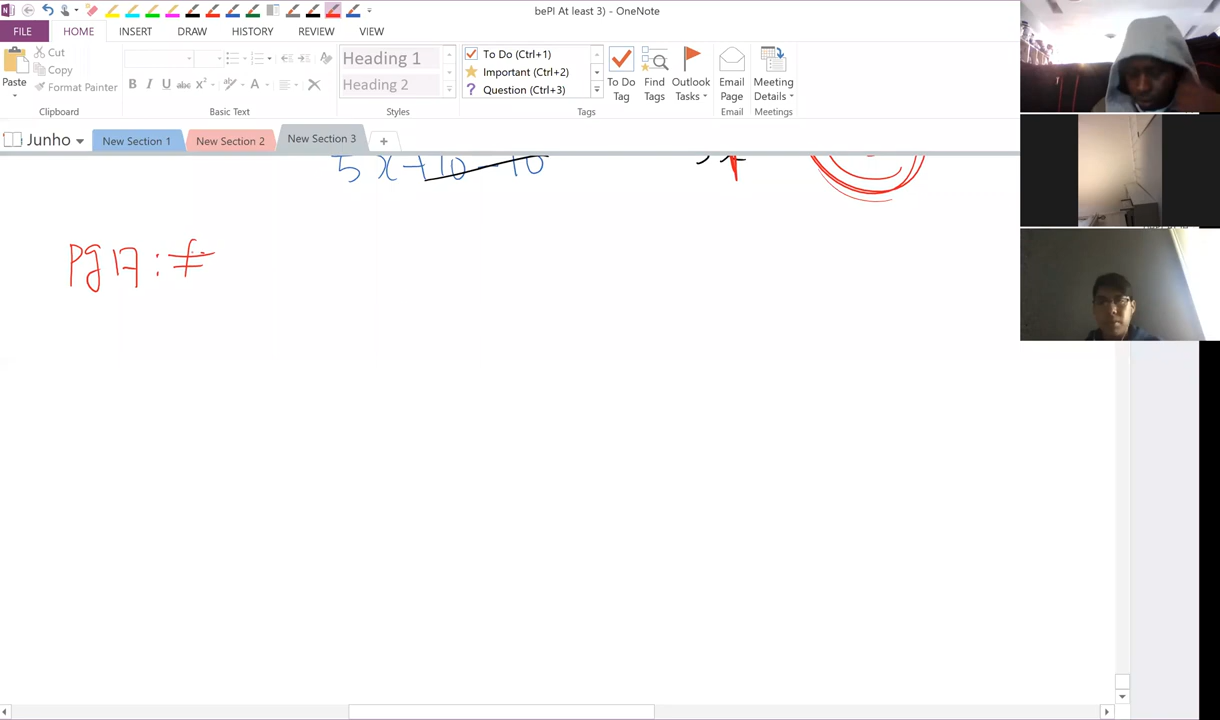 bePl At least 3) - OneNote
FILE HOME INSERT DRAW HISTORY REVIEW VIEW
Paste
Cut
Copy
Format Painter
Clipboard
B I U abc A
Basic Text
Heading 1
Heading 2
Styles
To Do (Ctrl+1)
Important (Ctrl+2)
Question (Ctrl+3)
To Do Tag
Find Tags
Tags
Outlook Tasks
Email Page
Email
Meeting Details
Meetings
Junho New Section 1 New Section 2 New Section 3 +
5x+10-10
Pg 17 : #